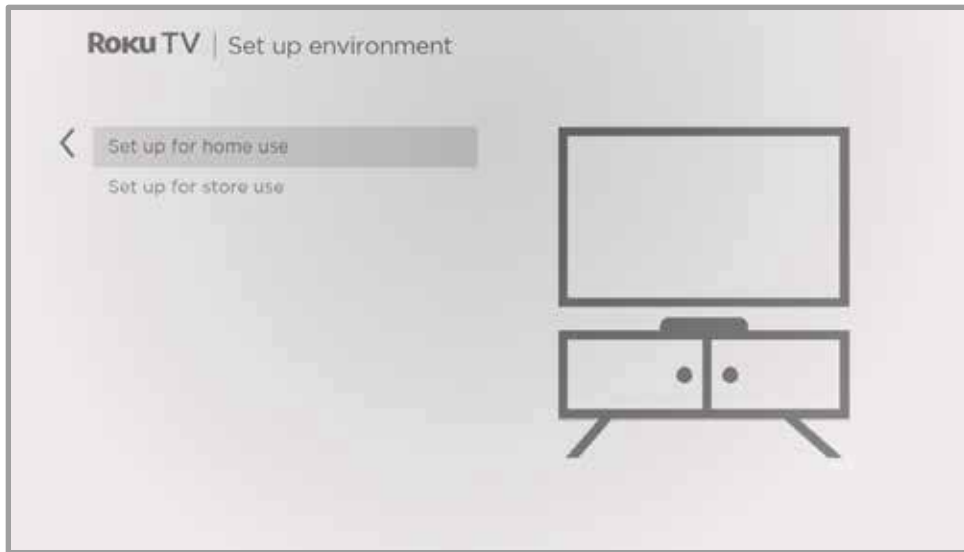 Roku TV | Set up environment
Set up for home use
Set up for store use